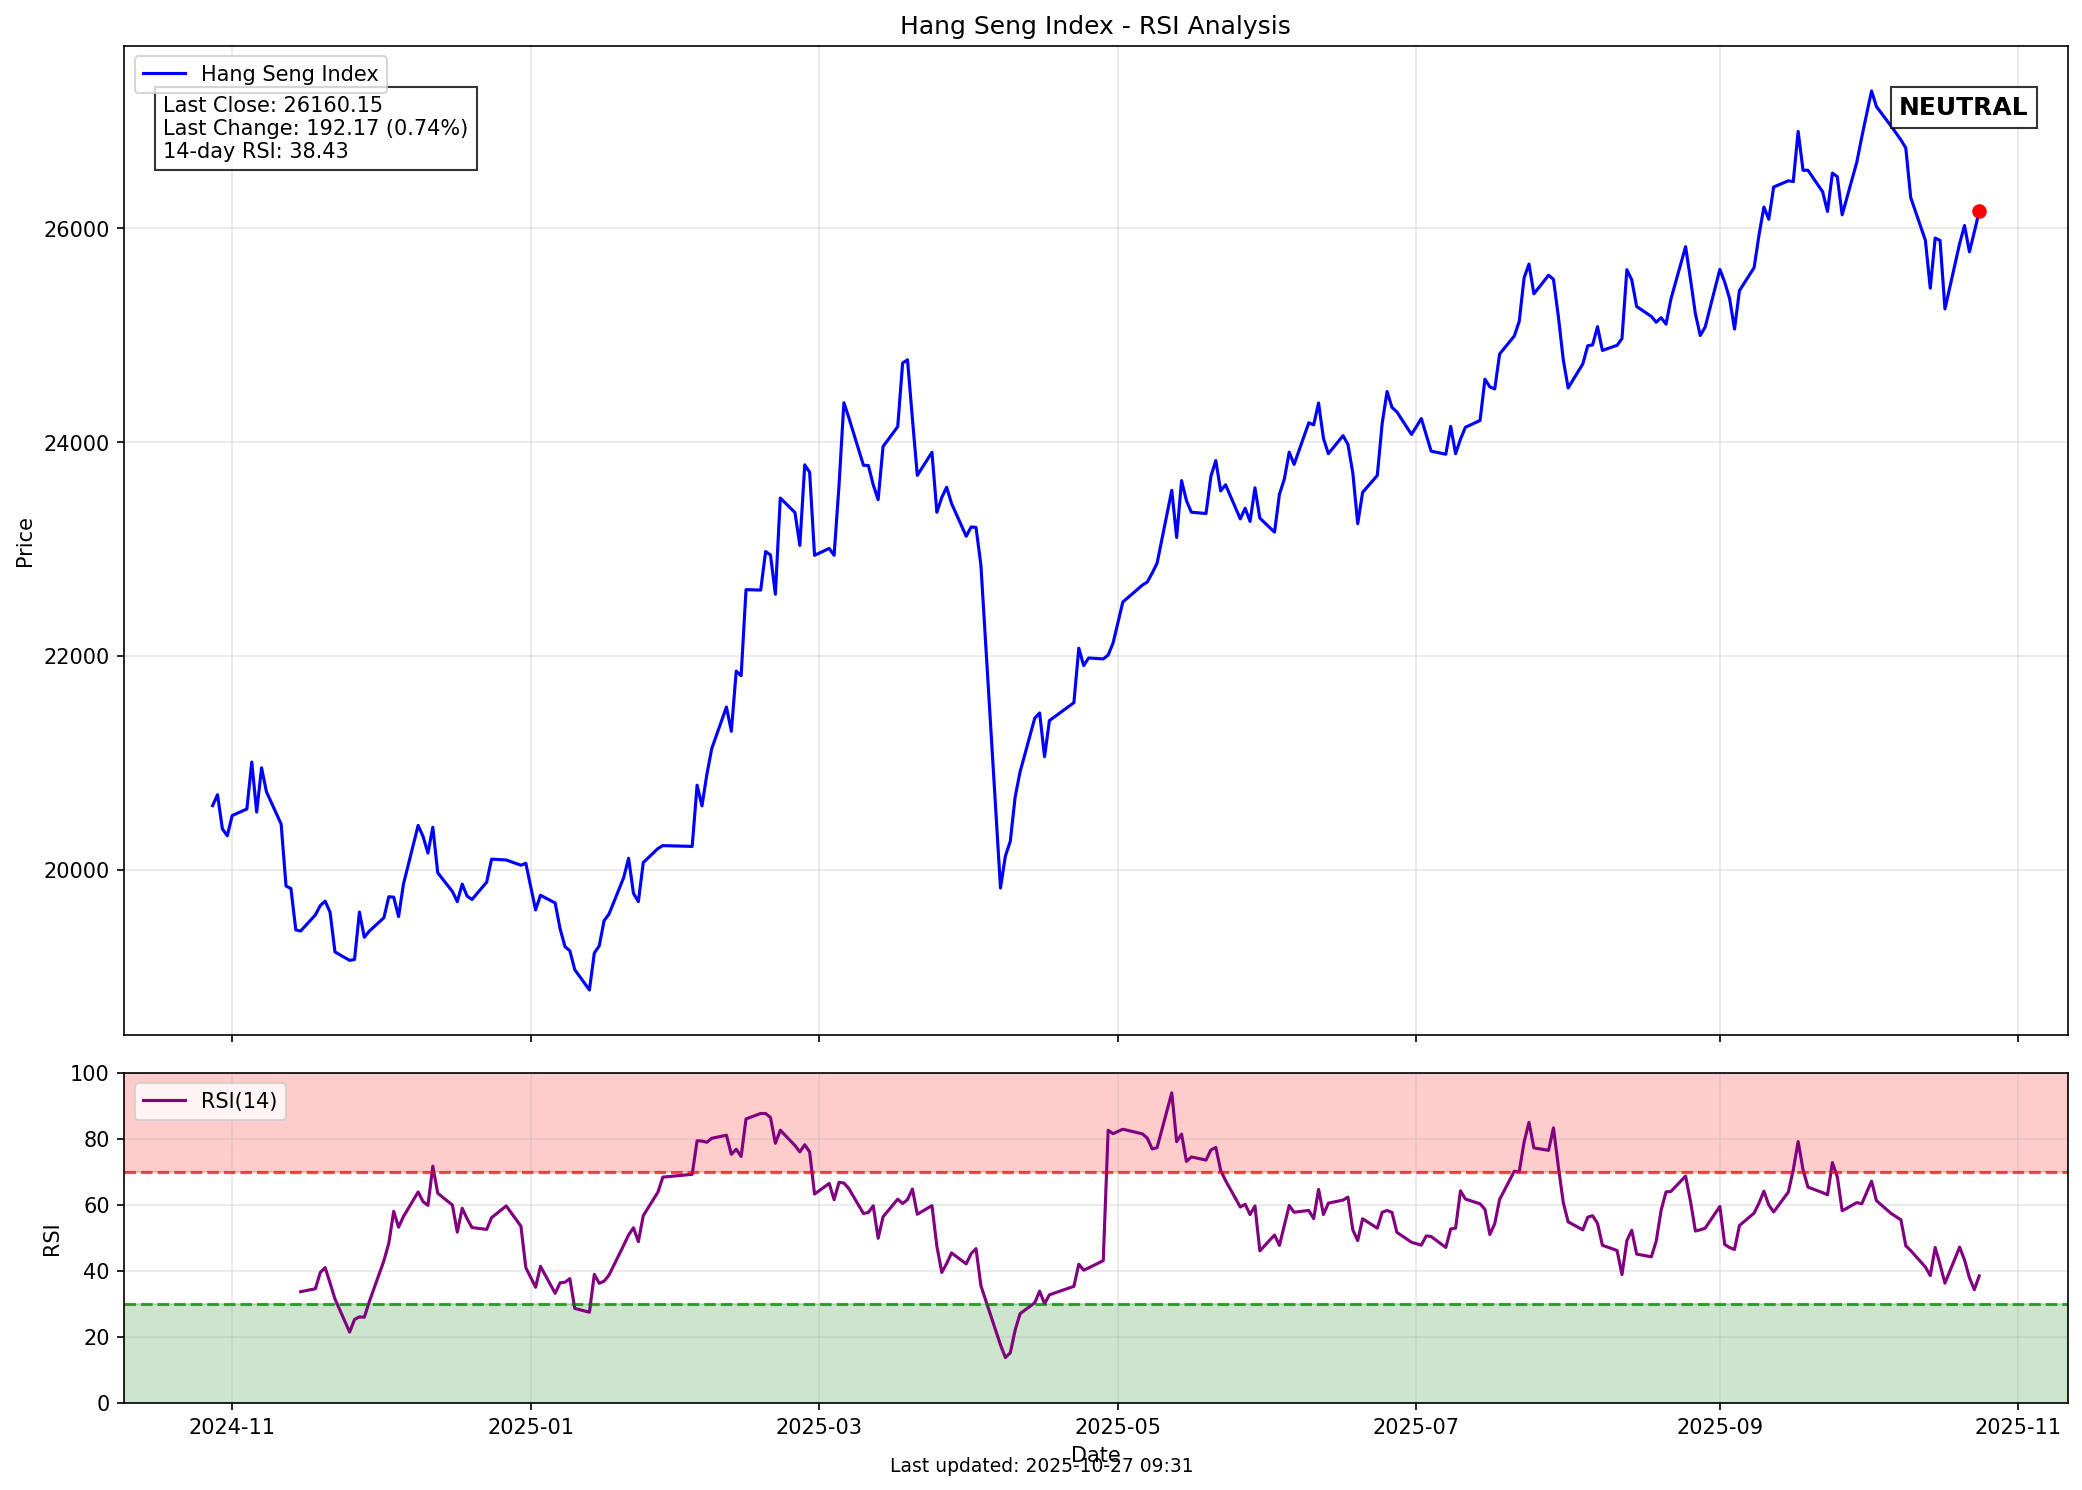 Hang Seng Index - RSI Analysis
Hang Seng Index
Last Close: 26160.15
Last Change: 192.17 (0.74%)
14-day RSI: 38.43
NEUTRAL
Price
26000
24000
22000
20000
RSI(14)
RSI
100
80
60
40
20
0
2024-11
2025-01
2025-03
2025-05
2025-07
2025-09
2025-11
Date
Last updated: 2025-10-27 09:31